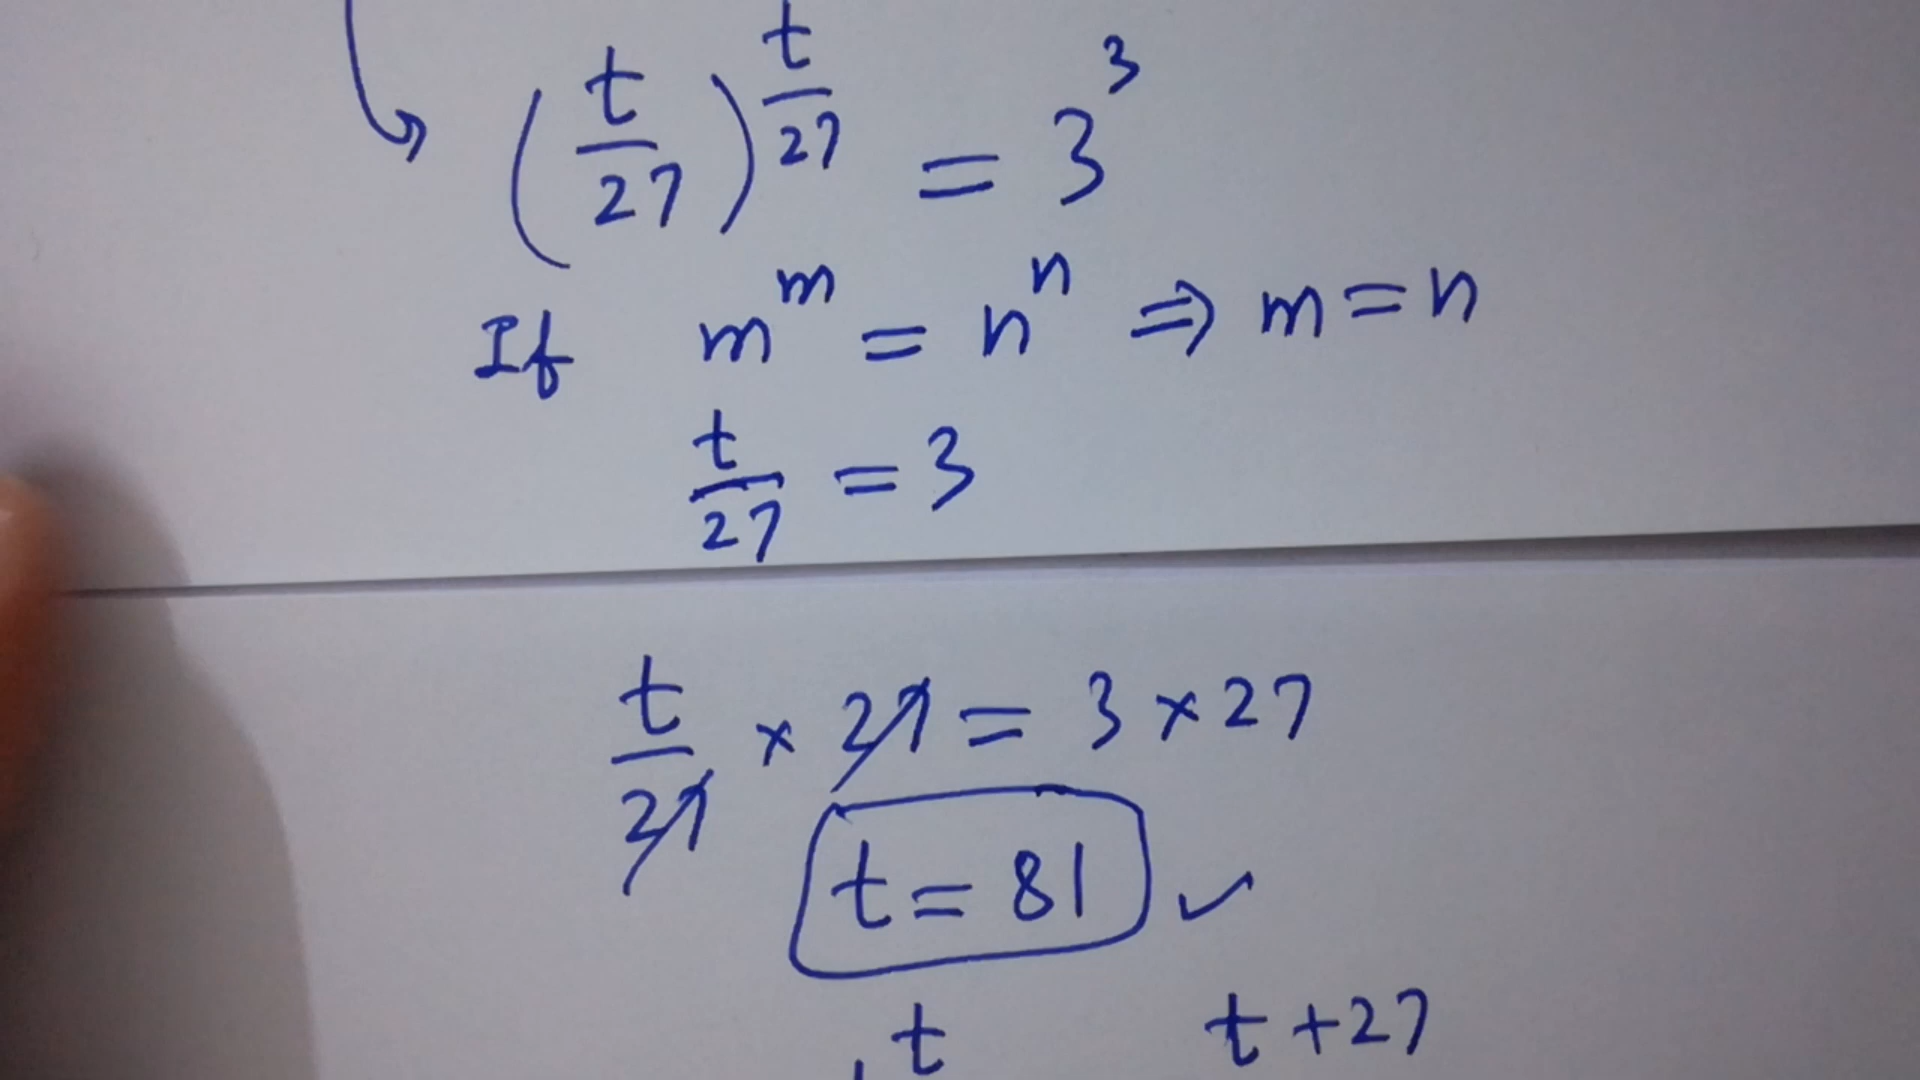 (t/27)^(t/27) = 3^3
If m^m = n^n ⇒ m = n
t/27 = 3
t/27 × 27 = 3 × 27
t = 81 ✓
t t + 27